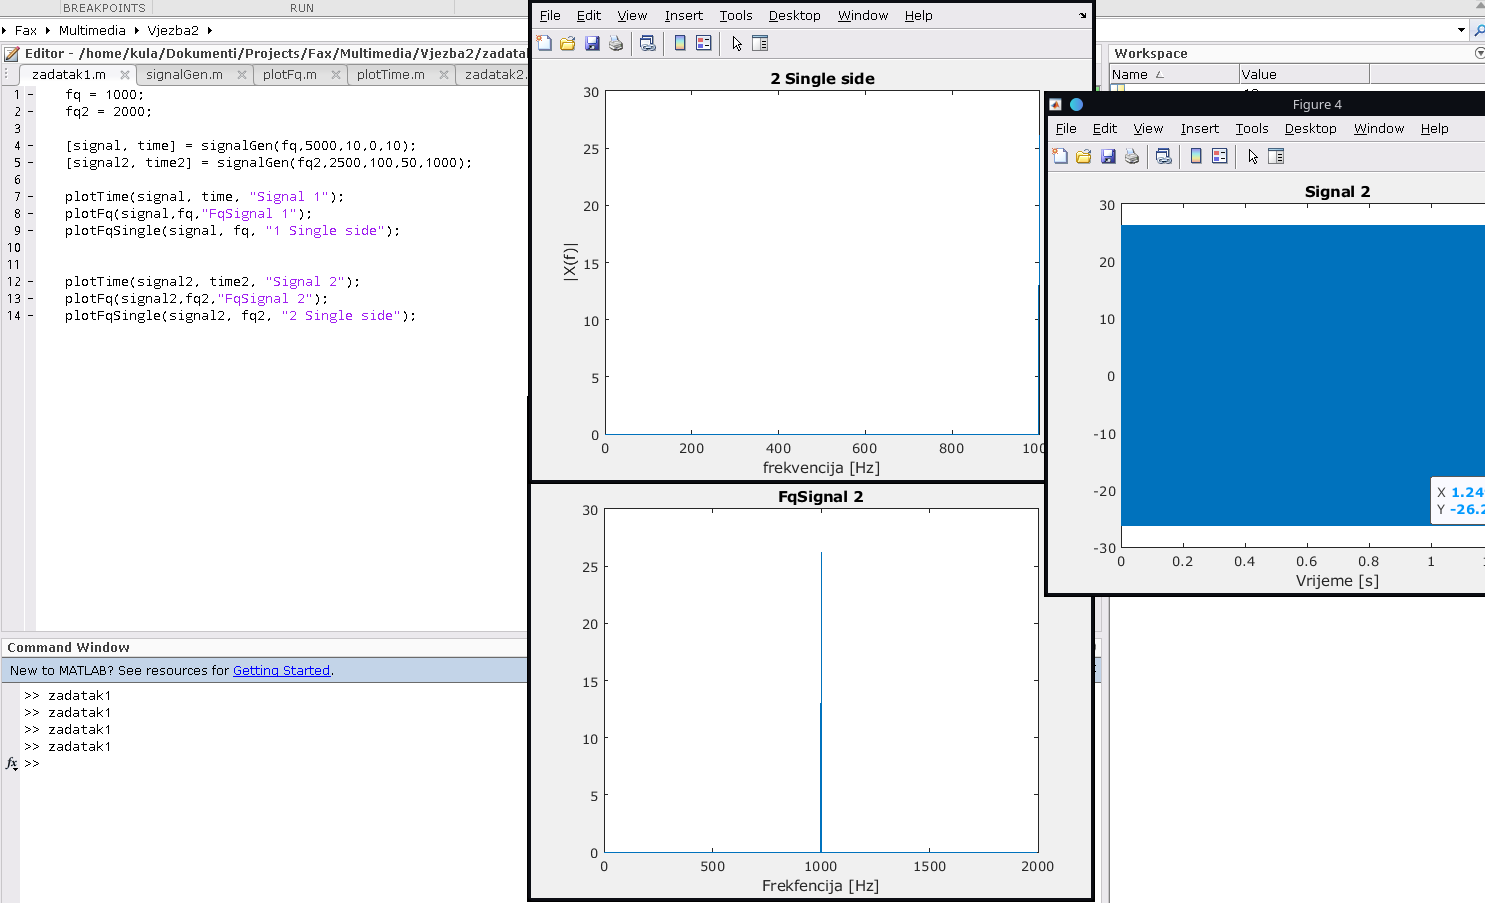 BREAKPOINTS
RUN
Fax Multimedia Vjezba2
Editor - /home/kula/Dokumenti/Projects/Fax/Multimedia/Vjezba2/zadatak
zadatak1.m signalGen.m plotFq.m plotTime.m zadatak2.
1 fq = 1000;
2 fq2 = 2000;
3
4 [signal, time] = signalGen(fq,5000,10,0,10);
5 [signal2, time2] = signalGen(fq2,2500,100,50,1000);
6
7 plotTime(signal, time, "Signal 1");
8 plotFq(signal,fq,"FqSignal 1");
9 plotFqSingle(signal, fq, "1 Single side");
10
11
12 plotTime(signal2, time2, "Signal 2");
13 plotFq(signal2,fq2,"FqSignal 2");
14 plotFqSingle(signal2, fq2, "2 Single side");
Command Window
New to MATLAB? See resources for Getting Started.
>> zadatak1
>> zadatak1
>> zadatak1
>> zadatak1
fx >>
File Edit View Insert Tools Desktop Window Help
2 Single side
30
25
20
15
10
5
0
|X(f)|
0 200 400 600 800 100
frekvencija [Hz]
FqSignal 2
30
25
20
15
10
5
0
0 500 1000 1500 2000
Frekfencija [Hz]
Workspace
Name Value
Figure 4
File Edit View Insert Tools Desktop Window Help
Signal 2
30
20
10
0
-10
-20
-30
X 1.24
Y -26.2
0 0.2 0.4 0.6 0.8 1
Vrijeme [s]